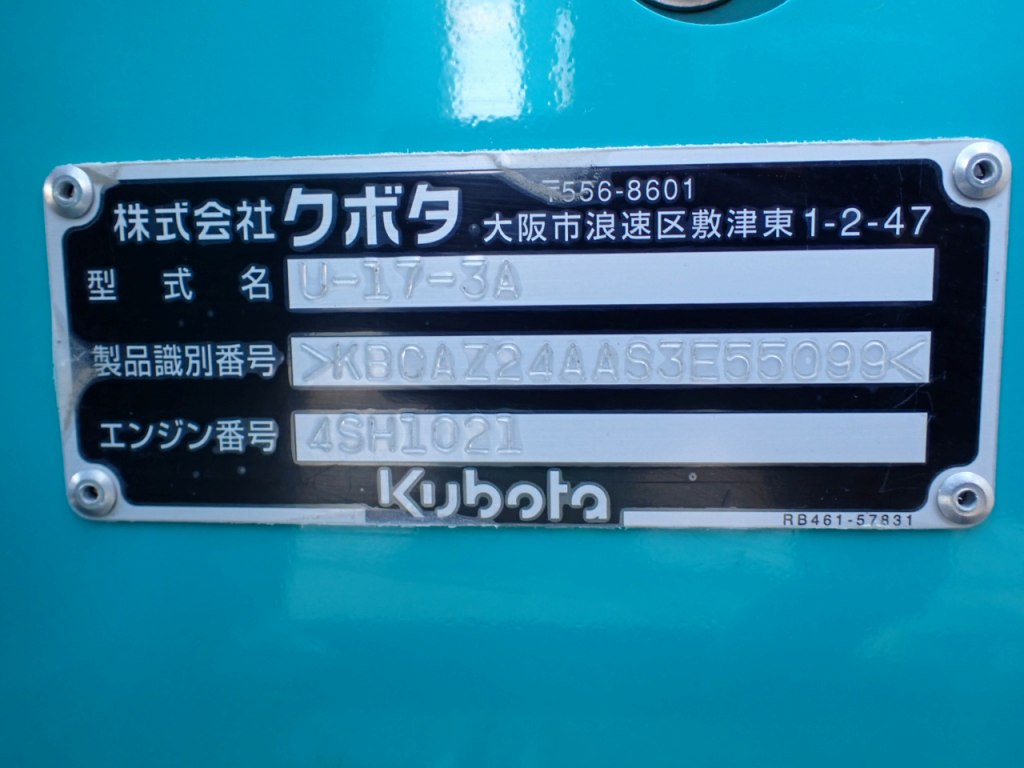 〒556-8601
株式会社クボタ 大阪市浪速区敷津東1-2-47
型式名 U-17-3A
製品識別番号 >KBCAZ24AAS3E55099<
エンジン番号 4SH1021
Kubota
RB461-57831